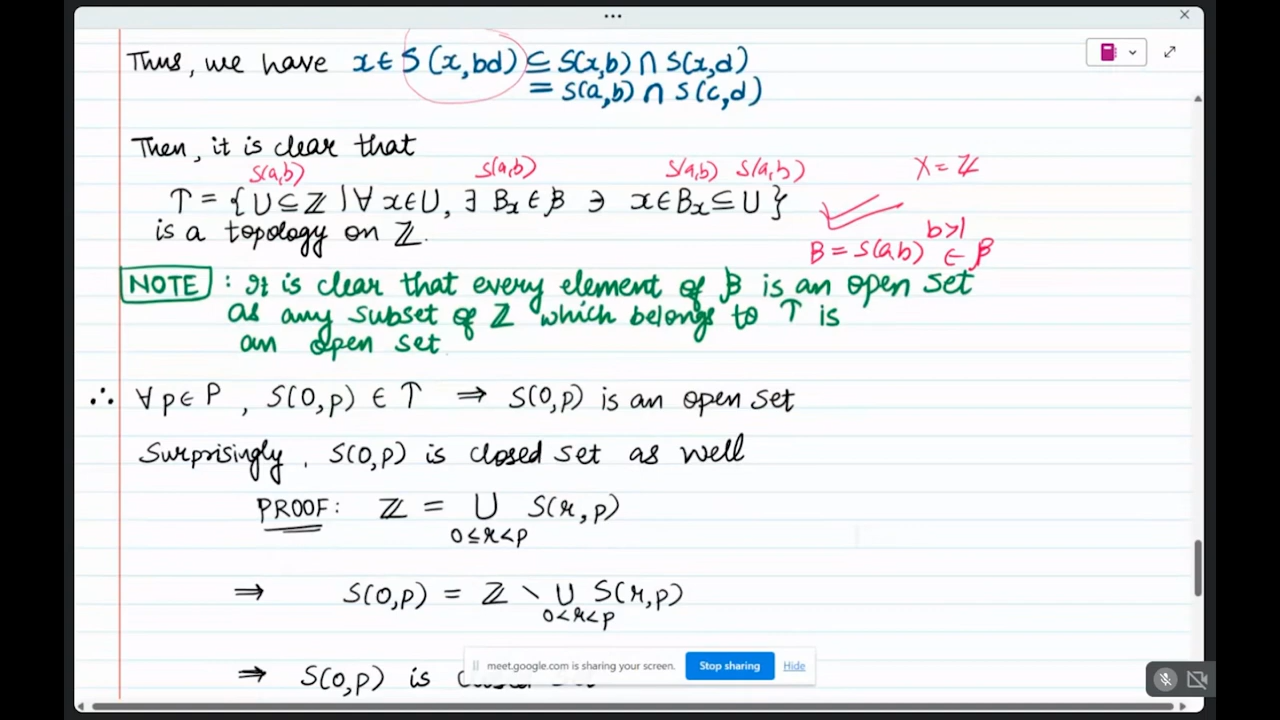 Thus, we have x ∈ S(x,bd) ⊆ S(x,b) ∩ S(x,d)
= S(a,b) ∩ S(c,d)
Then, it is clear that
S(a,b) S(a,b) S(a,b) S(a,b) X = ℤ
τ = { U ⊆ ℤ | ∀ x ∈ U, ∃ Bx ∈ β ∋ x ∈ Bx ⊆ U }
is a topology on ℤ.
b>1
B = S(a,b) ∈ β
NOTE : It is clear that every element of β is an open set
as any subset of ℤ which belongs to τ is
an open set
∴ ∀ p ∈ P , S(0,p) ∈ τ ⇒ S(0,p) is an open set
Surprisingly, S(0,p) is closed set as well
PROOF: ℤ = ∪ S(r,p)
0≤r<p
⇒ S(0,p) = ℤ \ ∪ S(r,p)
0<r<p
meet.google.com is sharing your screen. Stop sharing Hide
⇒ S(0,p) is